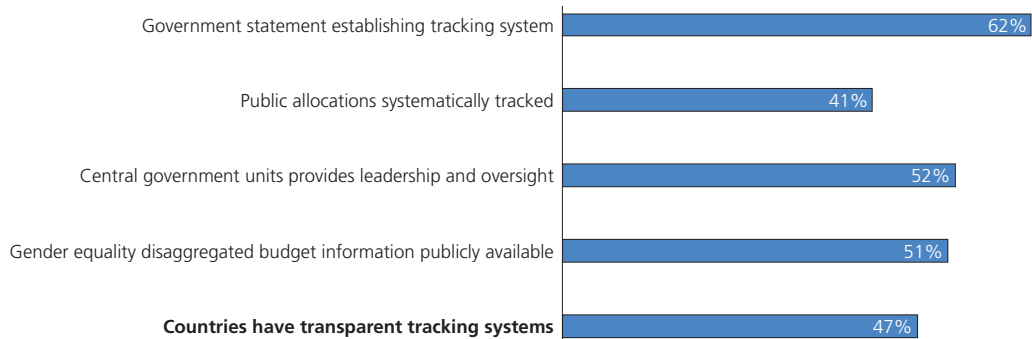 Government statement establishing tracking system 62%
Public allocations systematically tracked 41%
Central government units provides leadership and oversight 52%
Gender equality disaggregated budget information publicly available 51%
Countries have transparent tracking systems 47%